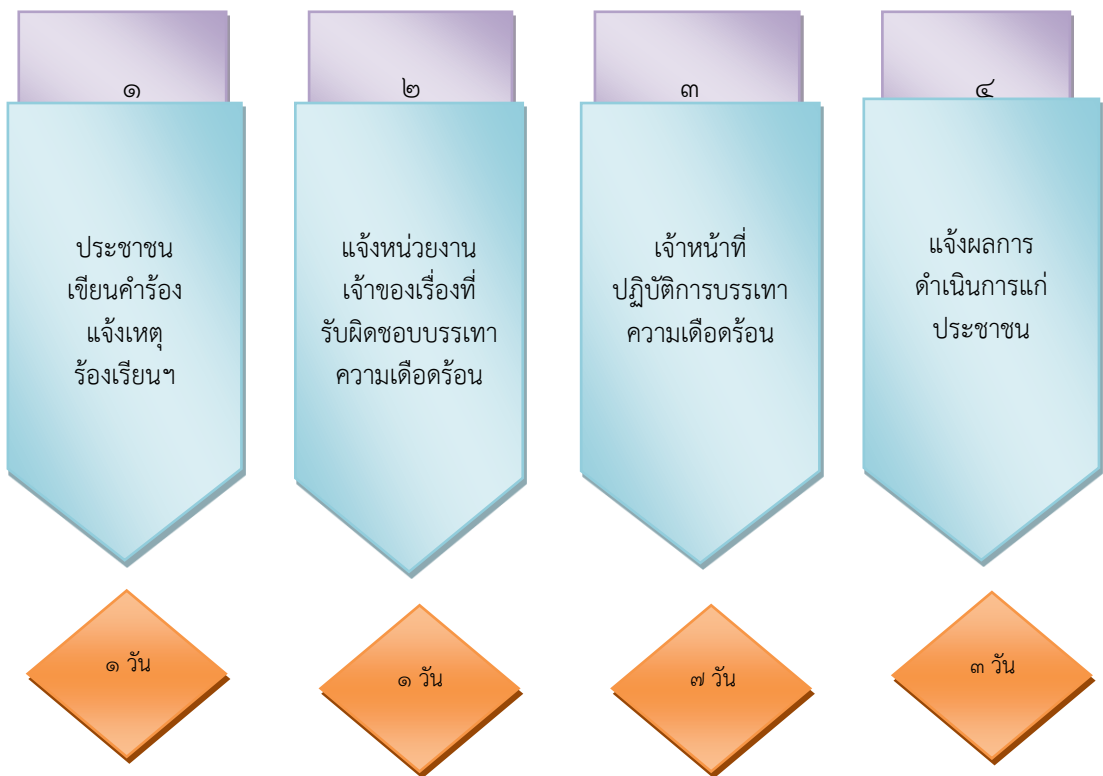 ๑
ประชาชน
เขียนคำร้อง
แจ้งเหตุ
ร้องเรียนฯ
๑ วัน
๒
แจ้งหน่วยงาน
เจ้าของเรื่องที่
รับผิดชอบบรรเทา
ความเดือดร้อน
๑ วัน
๓
เจ้าหน้าที่
ปฏิบัติการบรรเทา
ความเดือดร้อน
๗ วัน
๔
แจ้งผลการ
ดำเนินการแก่
ประชาชน
๓ วัน